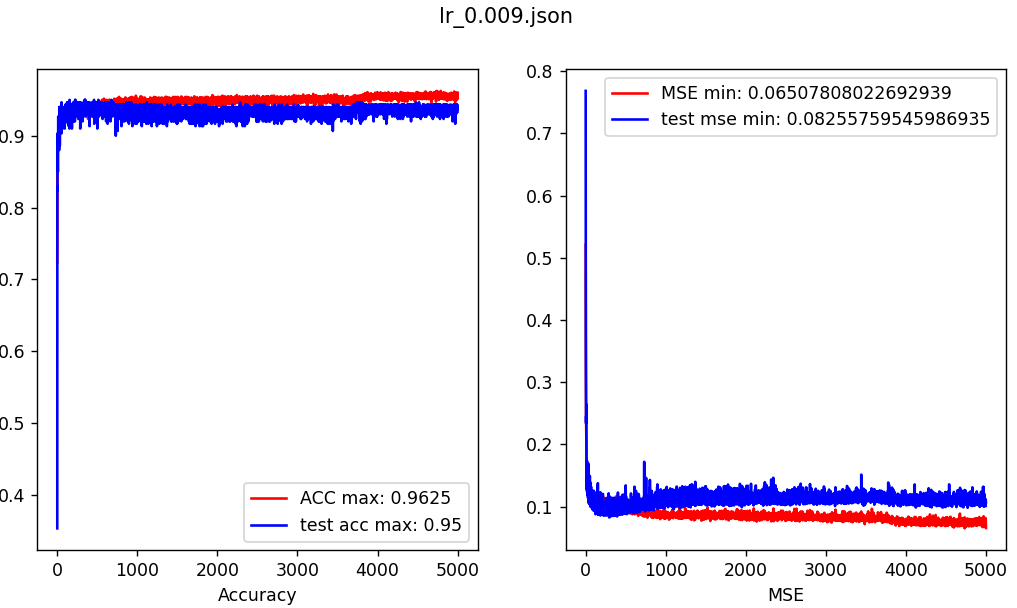 lr_0.009.json
0.9
0.8
0.7
0.6
0.5
0.4
0 1000 2000 3000 4000 5000
Accuracy
ACC max: 0.9625
test acc max: 0.95
0.8
0.7
0.6
0.5
0.4
0.3
0.2
0.1
0 1000 2000 3000 4000 5000
MSE
MSE min: 0.06507808022692939
test mse min: 0.08255759545986935